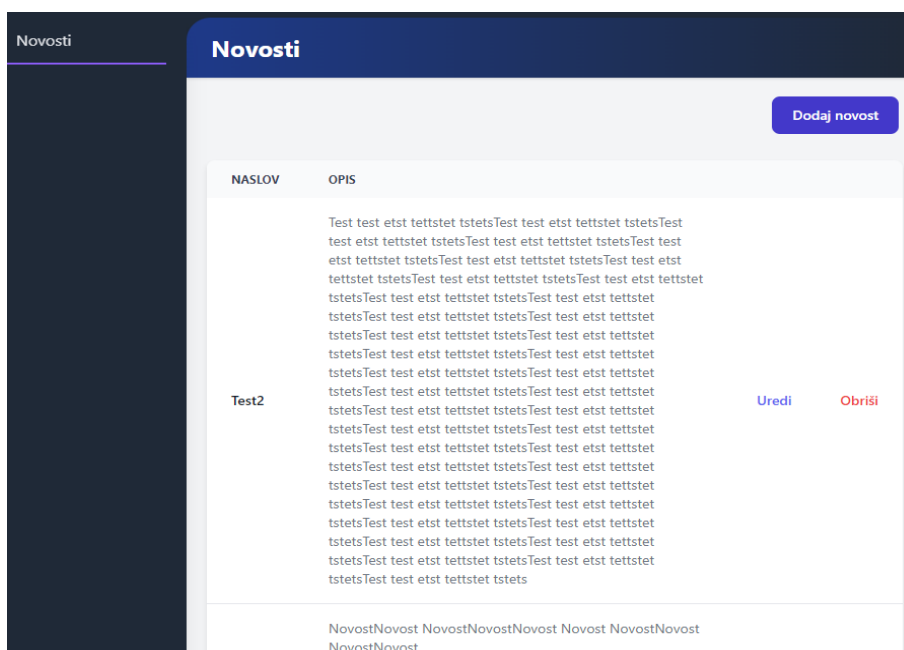 Novosti
Novosti
Dodaj novost
NASLOV OPIS
Test test etst tettstet tstetsTest test etst tettstet tstetsTest
test etst tettstet tstetsTest test etst tettstet tstetsTest test
etst tettstet tstetsTest test etst tettstet tstetsTest test etst
tettstet tstetsTest test etst tettstet tstetsTest test etst tettstet
tstetsTest test etst tettstet tstetsTest test etst tettstet
tstetsTest test etst tettstet tstetsTest test etst tettstet
tstetsTest test etst tettstet tstetsTest test etst tettstet
tstetsTest test etst tettstet tstetsTest test etst tettstet
tstetsTest test etst tettstet tstetsTest test etst tettstet
tstetsTest test etst tettstet tstetsTest test etst tettstet
Test2 Uredi Obriši
tstetsTest test etst tettstet tstetsTest test etst tettstet
tstetsTest test etst tettstet tstetsTest test etst tettstet
tstetsTest test etst tettstet tstetsTest test etst tettstet
tstetsTest test etst tettstet tstetsTest test etst tettstet
tstetsTest test etst tettstet tstetsTest test etst tettstet
tstetsTest test etst tettstet tstetsTest test etst tettstet
tstetsTest test etst tettstet tstetsTest test etst tettstet
tstetsTest test etst tettstet tstetsTest test etst tettstet
tstetsTest test etst tettstet tstetsTest test etst tettstet
tstetsTest test etst tettstet tstets
NovostNovost NovostNovostNovost Novost NovostNovost
NovostNovost